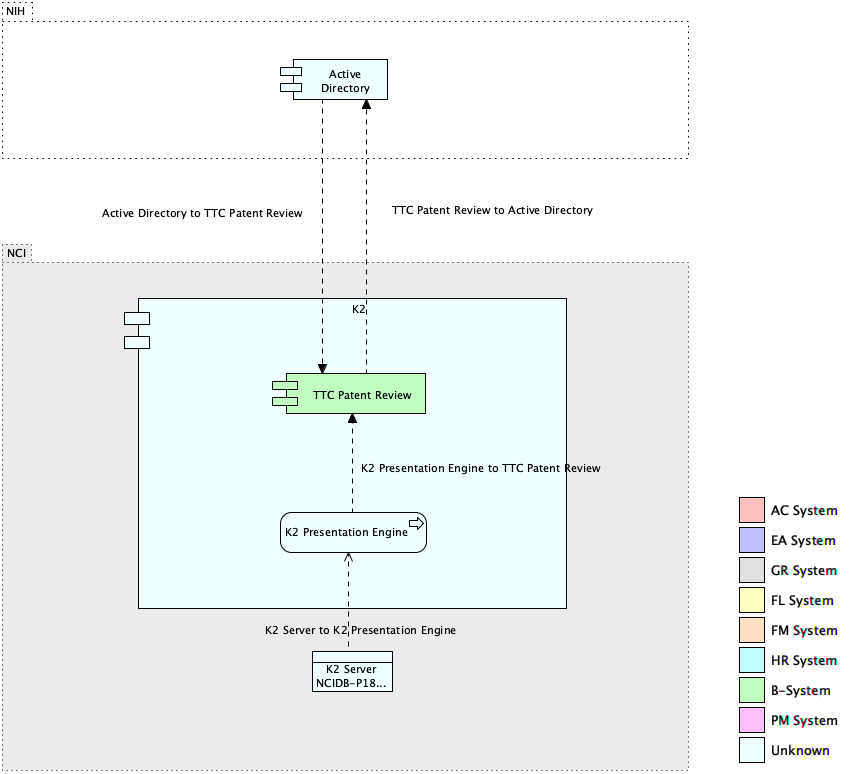 NIH
Active
Directory
Active Directory to TTC Patent Review
TTC Patent Review to Active Directory
NCI
K2
TTC Patent Review
K2 Presentation Engine to TTC Patent Review
K2 Presentation Engine
K2 Server to K2 Presentation Engine
K2 Server
NCIDB-P18...
AC System
EA System
GR System
FL System
FM System
HR System
B-System
PM System
Unknown